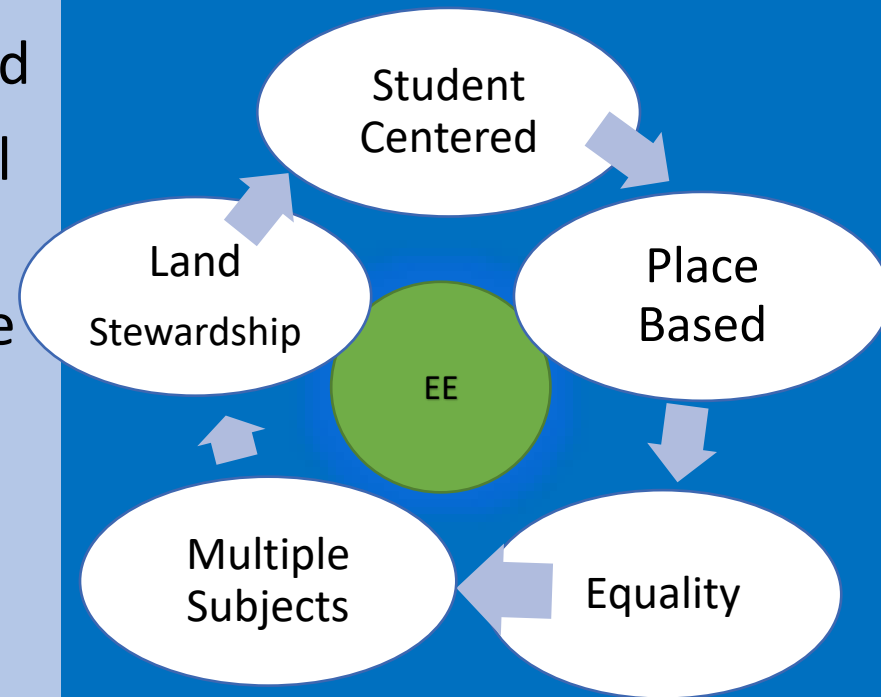 d
l
e
Student
Centered
Land
Stewardship
Place
Based
EE
Multiple
Subjects
Equality